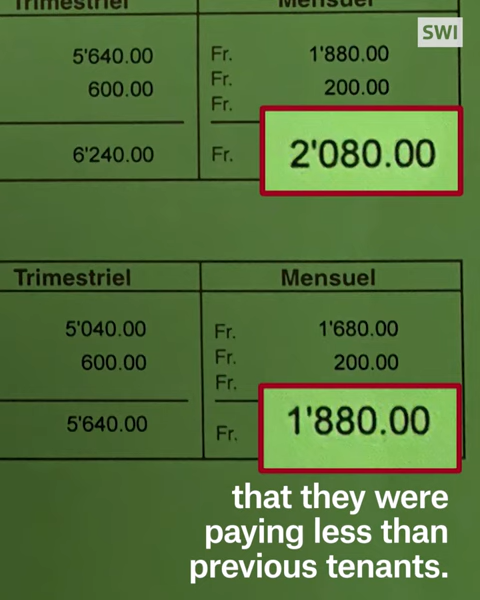 Trimestriel Mensuel
SWI
5'640.00 Fr. 1'880.00
600.00 Fr. 200.00
Fr.
6'240.00 Fr. 2'080.00
Trimestriel Mensuel
5'040.00 Fr. 1'680.00
600.00 Fr. 200.00
Fr.
5'640.00 Fr. 1'880.00
that they were
paying less than
previous tenants.